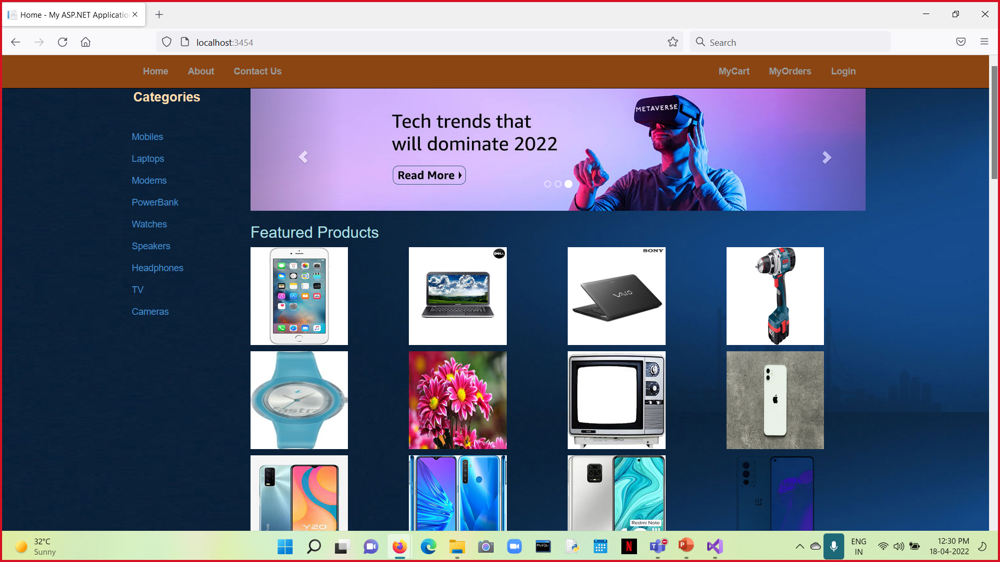 Home - My ASP.NET Applicatio
localhost:3454
Search
Home
About
Contact Us
MyCart
MyOrders
Login
Categories
Mobiles
Laptops
Modems
PowerBank
Watches
Speakers
Headphones
TV
Cameras
METAVERSE
Tech trends that
will dominate 2022
Read More
Featured Products
DELL
SONY
VAIO
Y20
Redmi Note
32°C
Sunny
ENG
IN
12:30 PM
18-04-2022